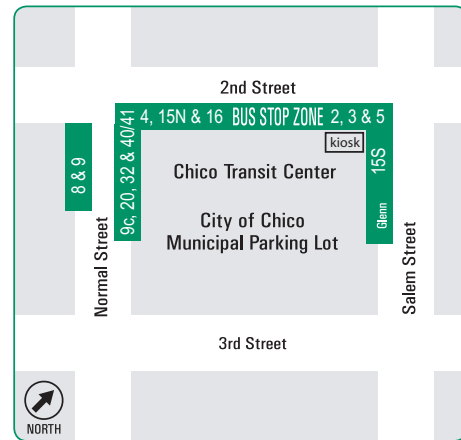 2nd Street
4, 15N & 16 BUS STOP ZONE 2, 3 & 5
kiosk
8 & 9
9c, 20, 32 & 40/41
15S
Glenn
Chico Transit Center
City of Chico
Municipal Parking Lot
Normal Street
Salem Street
3rd Street
NORTH